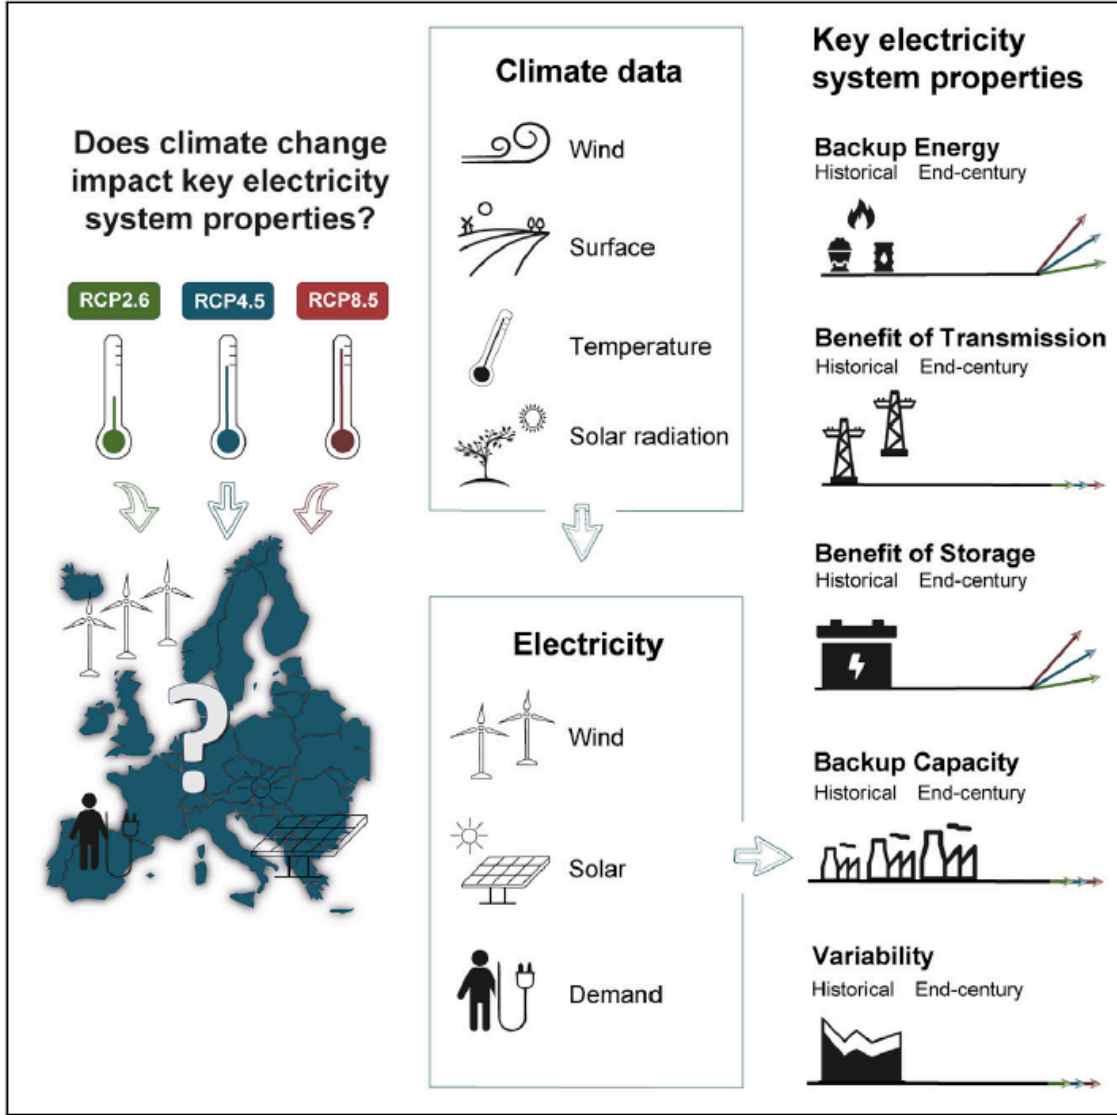 Does climate change
impact key electricity
system properties?
RCP2.6
RCP4.5
RCP8.5
?
Climate data
Wind
Surface
Temperature
Solar radiation
Electricity
Wind
Solar
Demand
Key electricity
system properties
Backup Energy
Historical End-century
Benefit of Transmission
Historical End-century
Benefit of Storage
Historical End-century
Backup Capacity
Historical End-century
Variability
Historical End-century